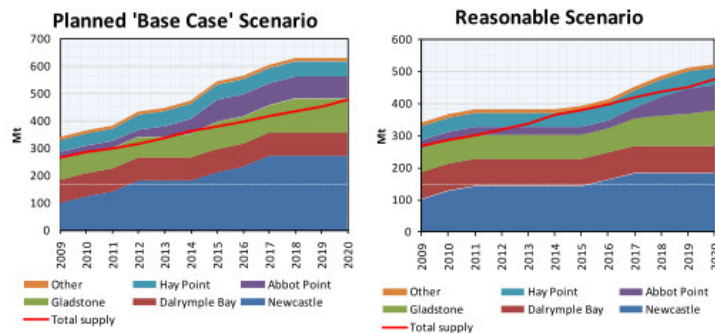 Planned 'Base Case' Scenario
700
600
500
400
300
200
100
0
Mt
2009
2010
2011
2012
2013
2014
2015
2016
2017
2018
2019
2020
Other
Hay Point
Abbot Point
Gladstone
Dalrymple Bay
Newcastle
Total supply
Reasonable Scenario
600
500
400
300
200
100
0
2009
2010
2011
2012
2013
2014
2015
2016
2017
2018
2019
2020
Other
Hay Point
Abbot Point
Gladstone
Dalrymple Bay
Newcastle
Total supply